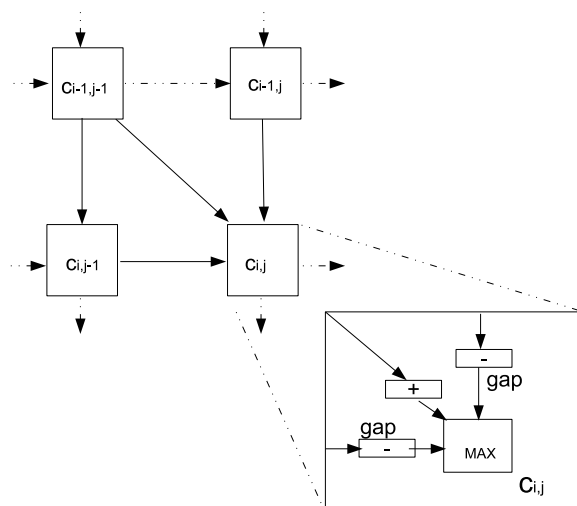 ci-1,j-1
ci-1,j
ci,j-1
ci,j
-
gap
+
gap
-
MAX
ci,j